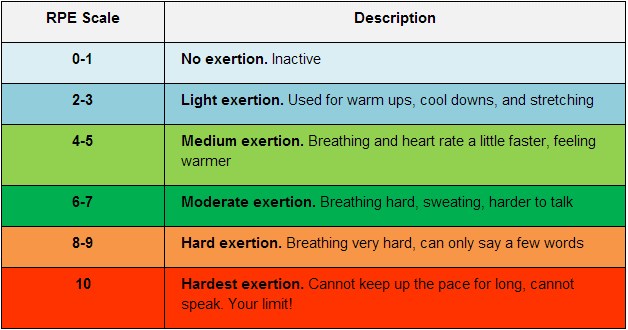 RPE Scale Description
0-1 No exertion. Inactive
2-3 Light exertion. Used for warm ups, cool downs, and stretching
4-5 Medium exertion. Breathing and heart rate a little faster, feeling
warmer
6-7 Moderate exertion. Breathing hard, sweating, harder to talk
8-9 Hard exertion. Breathing very hard, can only say a few words
10 Hardest exertion. Cannot keep up the pace for long, cannot
speak. Your limit!